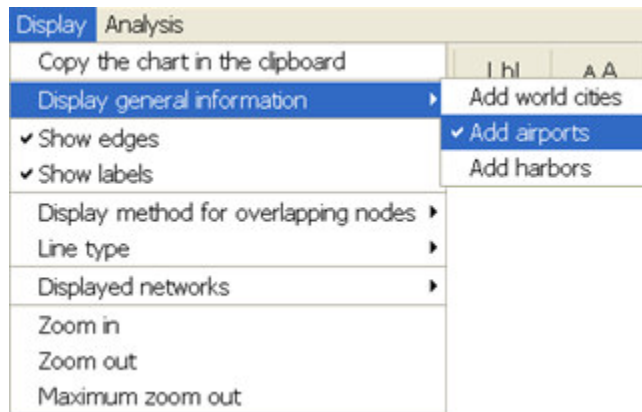 Display Analysis
Copy the chart in the clipboard
Display general information
Show edges
Show labels
Display method for overlapping nodes
Line type
Displayed networks
Zoom in
Zoom out
Maximum zoom out
Add world cities
Add airports
Add harbors